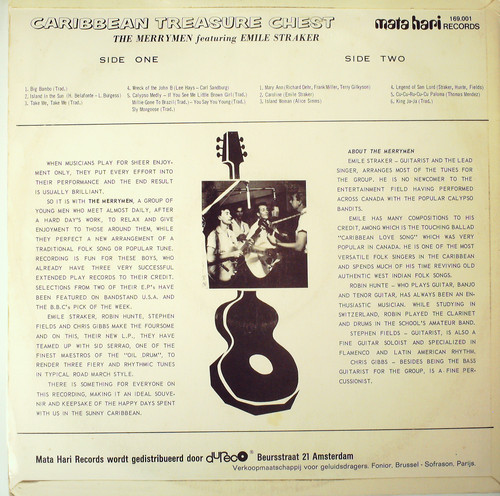 CARIBBEAN TREASURE CHEST
THE MERRYMEN featuring EMILE STRAKER
mata hari 169.001
RECORDS
SIDE ONE
1. Big Bamboo (Trad.)
2. Island in the Sun (H. Belafonte - L. Burgess)
3. Take Me, Take Me (Trad.)
4. Wreck of the John B (Lee Hays - Carl Sandburg)
5. Calypso Medly - If You See Me Little Brown Girl (Trad.)
Millie Gone To Brazil (Trad.) - You Say You Young (Trad.)
Sly Mongoose (Trad.)
SIDE TWO
1. Mary Ann (Richard Dehr, Frank Miller, Terry Gilkyson)
2. Caroline (Emile Straker)
3. Island Woman (Alice Simms)
4. Legend of Sam Lord (Straker, Hunte, Fields)
5. Cu-Cu-Ru-Cu-Cu Paloma (Thomas Mendez)
6. King Ja-Ja (Trad.)
WHEN MUSICIANS PLAY FOR SHEER ENJOY-
MENT ONLY, THEY PUT EVERY EFFORT INTO
THEIR PERFORMANCE AND THE END RESULT
IS USUALLY BRILLIANT.
SO IT IS WITH THE MERRYMEN, A GROUP OF
YOUNG MEN WHO MEET ALMOST DAILY, AFTER
A HARD DAY'S WORK, TO RELAX AND GIVE
ENJOYMENT TO THOSE AROUND THEM, WHILE
THEY PERFECT A NEW ARRANGEMENT OF A
TRADITIONAL FOLK SONG OR POPULAR TUNE.
RECORDING IS FUN FOR THESE BOYS, WHO
ALREADY HAVE THREE VERY SUCCESSFUL
EXTENDED PLAY RECORDS TO THEIR CREDIT.
SELECTIONS FROM TWO OF THEIR E.P's HAVE
BEEN FEATURED ON BANDSTAND U.S.A. AND
THE B.B.C's PICK OF THE WEEK.
EMILE STRAKER, ROBIN HUNTE, STEPHEN
FIELDS AND CHRIS GIBBS MAKE THE FOURSOME
AND ON THIS, THEIR NEW L.P., THEY HAVE
TEAMED UP WITH SID SERRAO, ONE OF THE
FINEST MAESTROS OF THE "OIL DRUM", TO
RENDER THREE FIERY AND RHYTHMIC TUNES
IN TYPICAL ROAD MARCH STYLE.
THERE IS SOMETHING FOR EVERYONE ON
THIS RECORDING, MAKING IT AN IDEAL SOUVE-
NIR AND KEEPSAKE OF THE HAPPY DAYS SPENT
WITH US IN THE SUNNY CARIBBEAN.
ABOUT THE MERRYMEN
EMILE STRAKER - GUITARIST AND THE LEAD
SINGER, ARRANGES MOST OF THE TUNES FOR
THE GROUP. HE IS NO NEWCOMER TO THE
ENTERTAINMENT FIELD HAVING PERFORMED
ACROSS CANADA WITH THE POPULAR CALYPSO
BANDITS.
EMILE HAS MANY COMPOSITIONS TO HIS
CREDIT, AMONG WHICH IS THE TOUCHING BALLAD
"CARIBBEAN LOVE SONG" WHICH WAS VERY
POPULAR IN CANADA. HE IS ONE OF THE MOST
VERSATILE FOLK SINGERS IN THE CARIBBEAN
AND SPENDS MUCH OF HIS TIME REVIVING OLD
AUTHENTIC WEST INDIAN FOLK SONGS.
ROBIN HUNTE - WHO PLAYS GUITAR, BANJO
AND TENOR GUITAR, HAS ALWAYS BEEN AN EN-
THUSIASTIC MUSICIAN. WHILE STUDYING IN
SWITZERLAND, ROBIN PLAYED THE CLARINET
AND DRUMS IN THE SCHOOL'S AMATEUR BAND.
STEPHEN FIELDS - GUITARIST, IS ALSO A
FINE GUITAR SOLOIST AND SPECIALIZED IN
FLAMENCO AND LATIN AMERICAN RHYTHM.
CHRIS GIBBS - BESIDES BEING THE BASS
GUITARIST FOR THE GROUP, IS A FINE PER-
CUSSIONIST.
Mata Hari Records wordt gedistribueerd door dureco Beursstraat 21 Amsterdam
Verkoopmaatschappij voor geluidsdragers. Fonior, Brussel - Sofrason, Parijs.